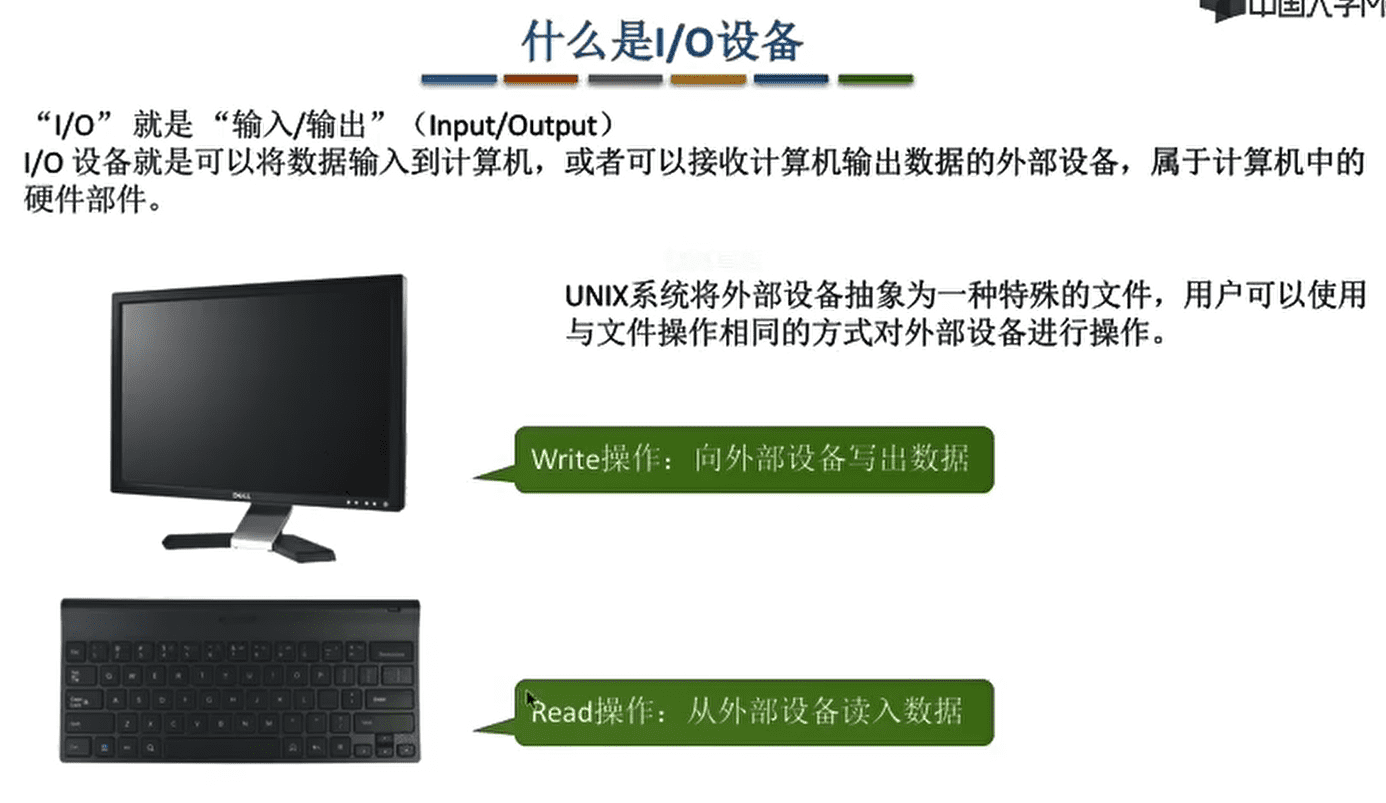 什么是I/O设备
“I/O” 就是 “输入/输出”（Input/Output）
I/O 设备就是可以将数据输入到计算机，或者可以接收计算机输出数据的外部设备，属于计算机中的
硬件部件。
UNIX系统将外部设备抽象为一种特殊的文件，用户可以使用
与文件操作相同的方式对外部设备进行操作。
DELL
Write操作：向外部设备写出数据
Read操作：从外部设备读入数据